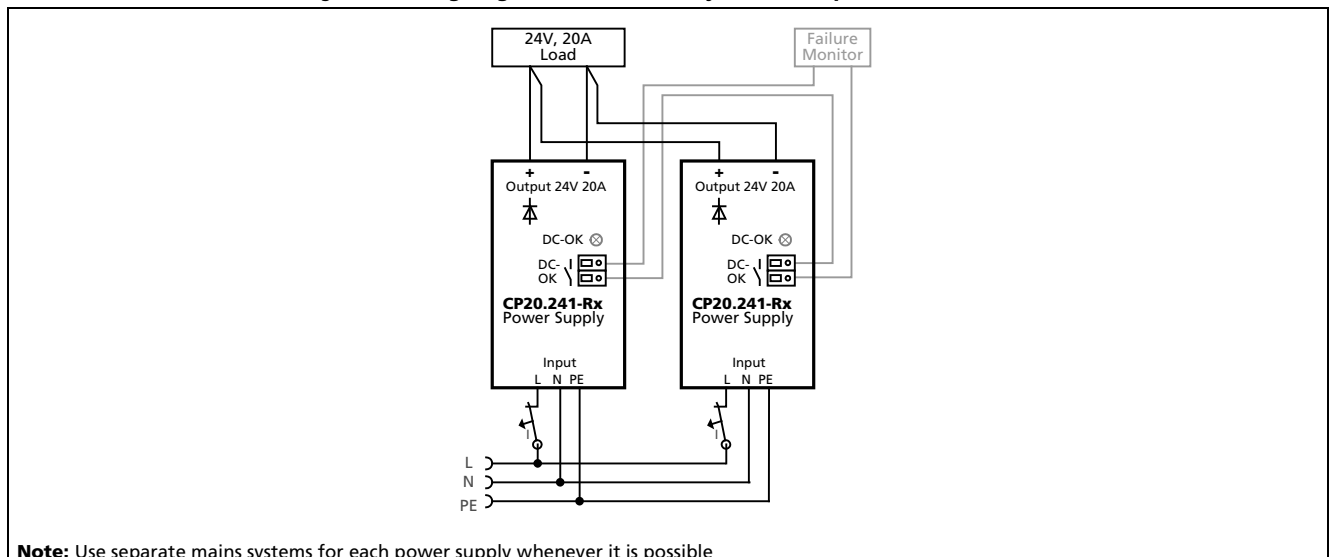 24V, 20A
Load
Failure
Monitor
+ -
Output 24V 20A
DC-OK
DC-
OK
CP20.241-Rx
Power Supply
Input
L N PE
I
+ -
Output 24V 20A
DC-OK
DC-
OK
CP20.241-Rx
Power Supply
Input
L N PE
I
L
N
PE
Note: Use separate mains systems for each power supply whenever it is possible